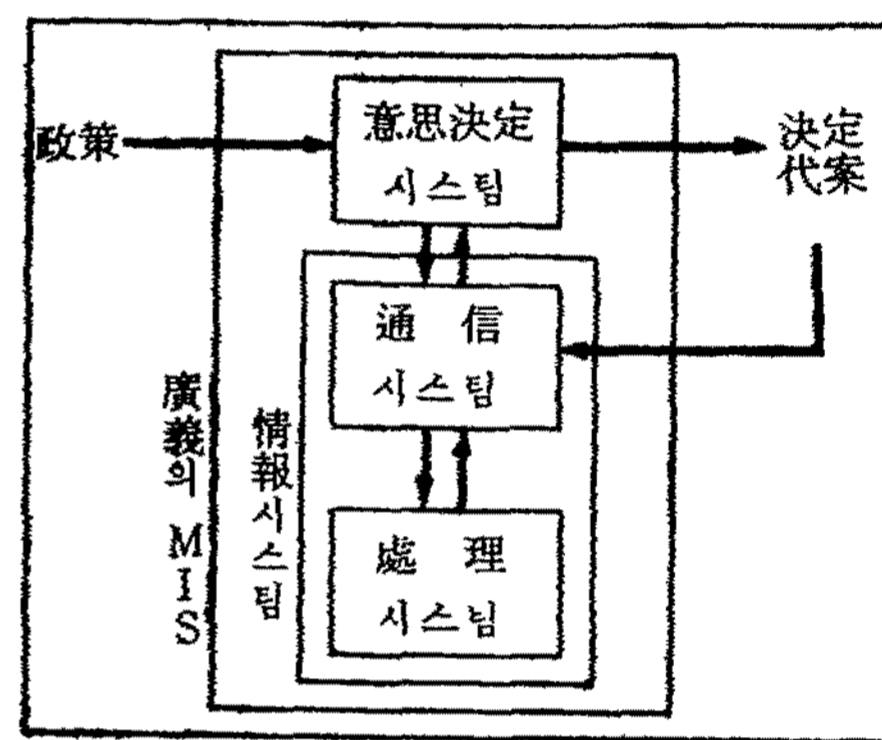 政策
意思決定
시스팀
決定
代案
通 信
시스팀
廣義의 MIS
情報시스팀
處 理
시스팀